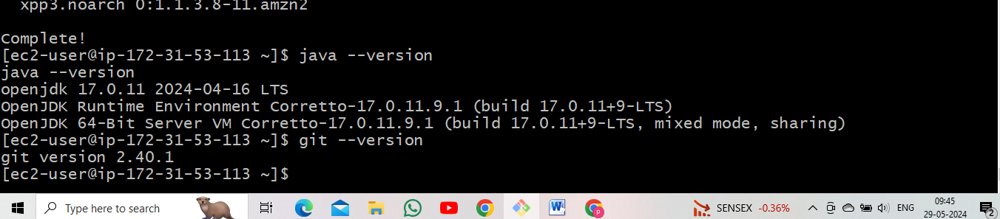 xpp3.noarch 0:1.1.3.8-11.amzn2
Complete!
[ec2-user@ip-172-31-53-113 ~]$ java --version
java --version
openjdk 17.0.11 2024-04-16 LTS
OpenJDK Runtime Environment Corretto-17.0.11.9.1 (build 17.0.11+9-LTS)
OpenJDK 64-Bit Server VM Corretto-17.0.11.9.1 (build 17.0.11+9-LTS, mixed mode, sharing)
[ec2-user@ip-172-31-53-113 ~]$ git --version
git version 2.40.1
[ec2-user@ip-172-31-53-113 ~]$
Type here to search
W
p
SENSEX -0.36%
ENG
09:45
29-05-2024
2